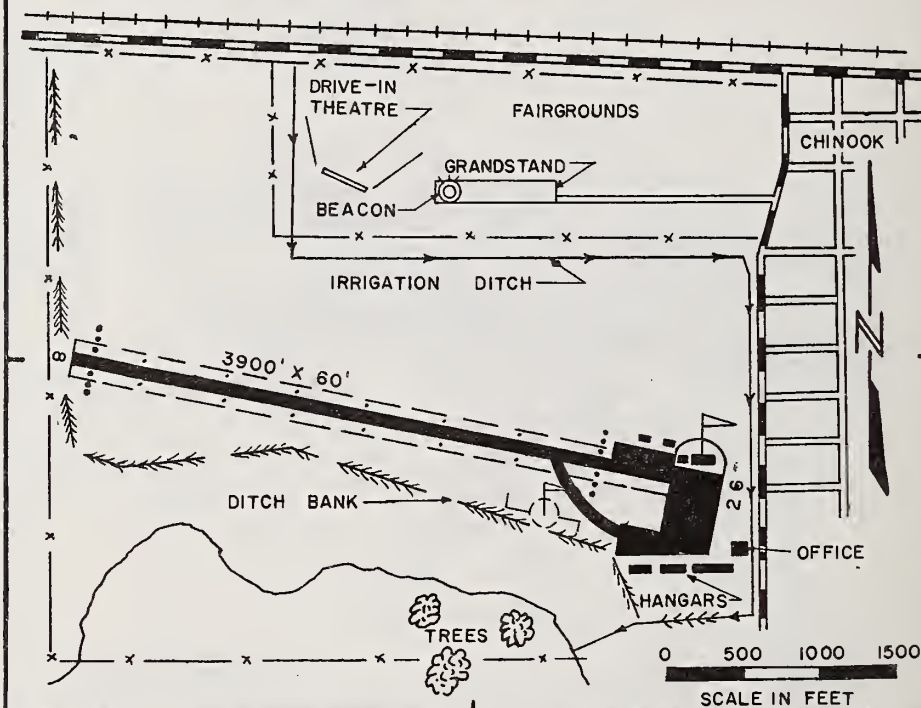 DRIVE-IN
THEATRE
FAIRGROUNDS
CHINOOK
GRANDSTAND
BEACON
IRRIGATION DITCH
N
8
3900' X 60'
26
DITCH BANK
OFFICE
HANGARS
TREES
0 500 1000 1500
SCALE IN FEET